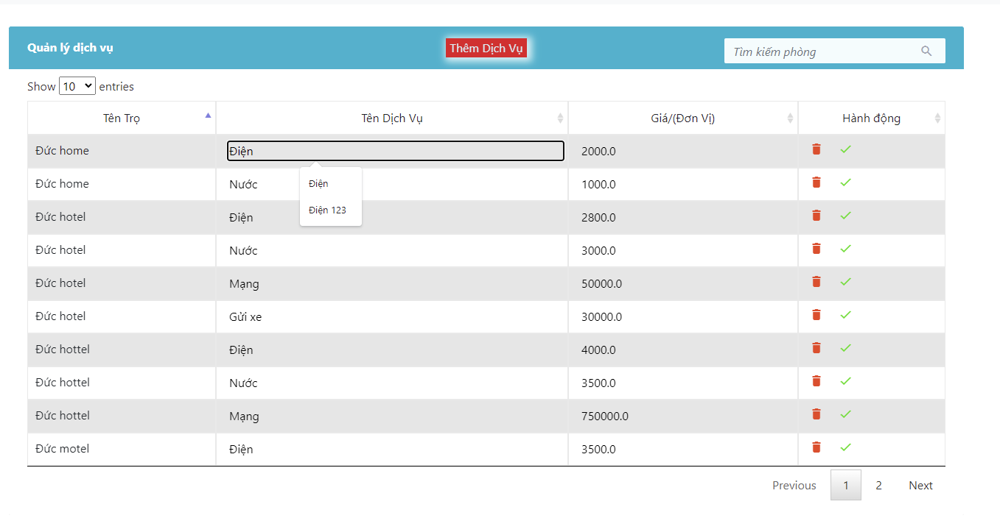 Quản lý dịch vụ Thêm Dịch Vụ Tìm kiếm phòng
Show 10 entries
Tên Trọ Tên Dịch Vụ Giá/(Đơn Vị) Hành động
Đức home Điện 2000.0
Đức home Nước 1000.0
Điện
Điện 123
Đức hotel Điện 2800.0
Đức hotel Nước 3000.0
Đức hotel Mạng 50000.0
Đức hotel Gửi xe 30000.0
Đức hottel Điện 4000.0
Đức hottel Nước 3500.0
Đức hottel Mạng 750000.0
Đức motel Điện 3500.0
Previous 1 2 Next